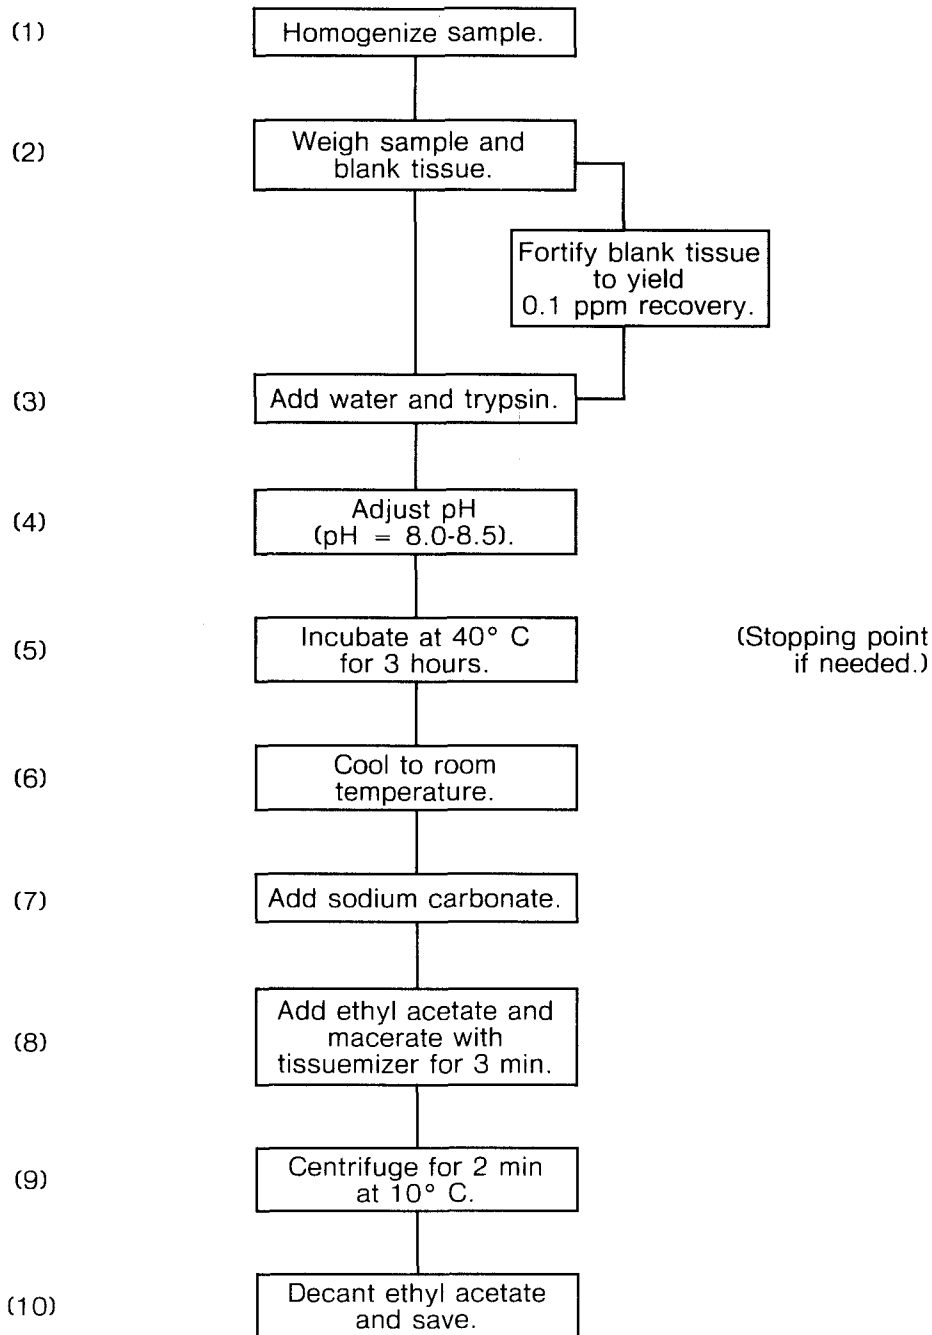 (1)
Homogenize sample.
(2)
Weigh sample and
blank tissue.
Fortify blank tissue
to yield
0.1 ppm recovery.
(3)
Add water and trypsin.
(4)
Adjust pH
(pH = 8.0-8.5).
(5)
Incubate at 40° C
for 3 hours.
(Stopping point
if needed.)
(6)
Cool to room
temperature.
(7)
Add sodium carbonate.
(8)
Add ethyl acetate and
macerate with
tissuemizer for 3 min.
(9)
Centrifuge for 2 min
at 10° C.
(10)
Decant ethyl acetate
and save.